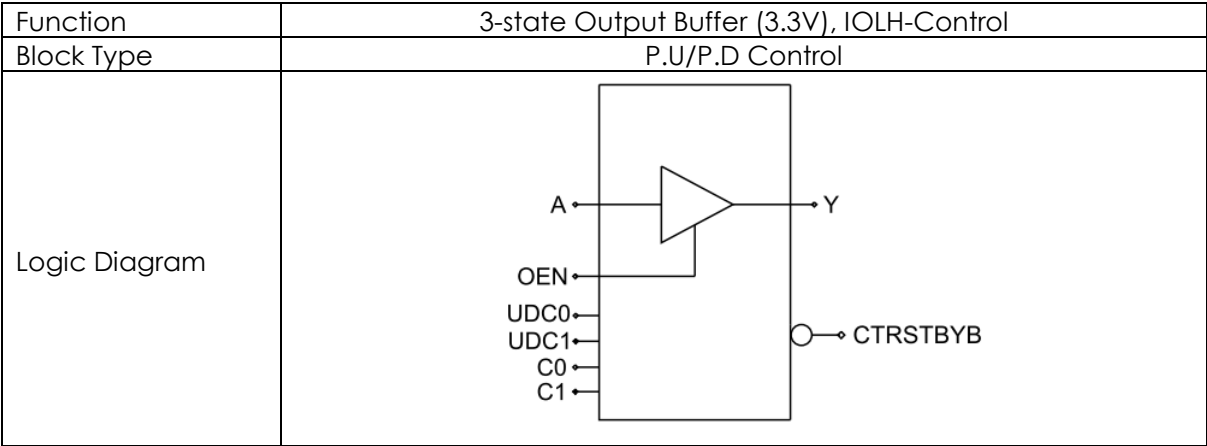 Function
3-state Output Buffer (3.3V), IOLH-Control
Block Type
P.U/P.D Control
Logic Diagram
A
Y
OEN
UDC0
UDC1
CTRSTBYB
C0
C1